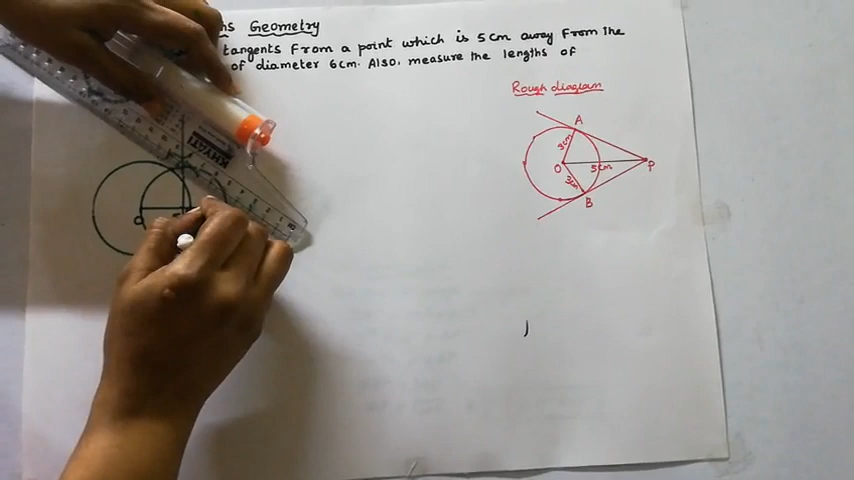 ns Geometry
tangents from a point which is 5cm away from the
of diameter 6cm. Also, measure the lengths of
Rough diagram
A
3cm
O 5cm P
3cm
B
O